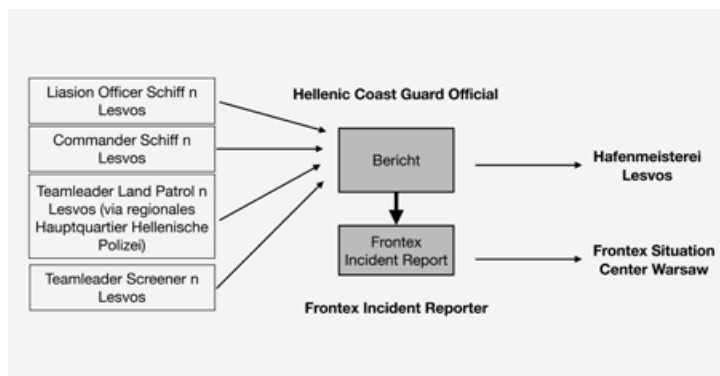 Liasion Officer Schiff n
Lesvos
Commander Schiff n
Lesvos
Teamleader Land Patrol n
Lesvos (via regionales
Hauptquartier Hellenische
Polizei)
Teamleader Screener n
Lesvos
Hellenic Coast Guard Official
Bericht
Frontex
Incident Report
Frontex Incident Reporter
Hafenmeisterei
Lesvos
Frontex Situation
Center Warsaw